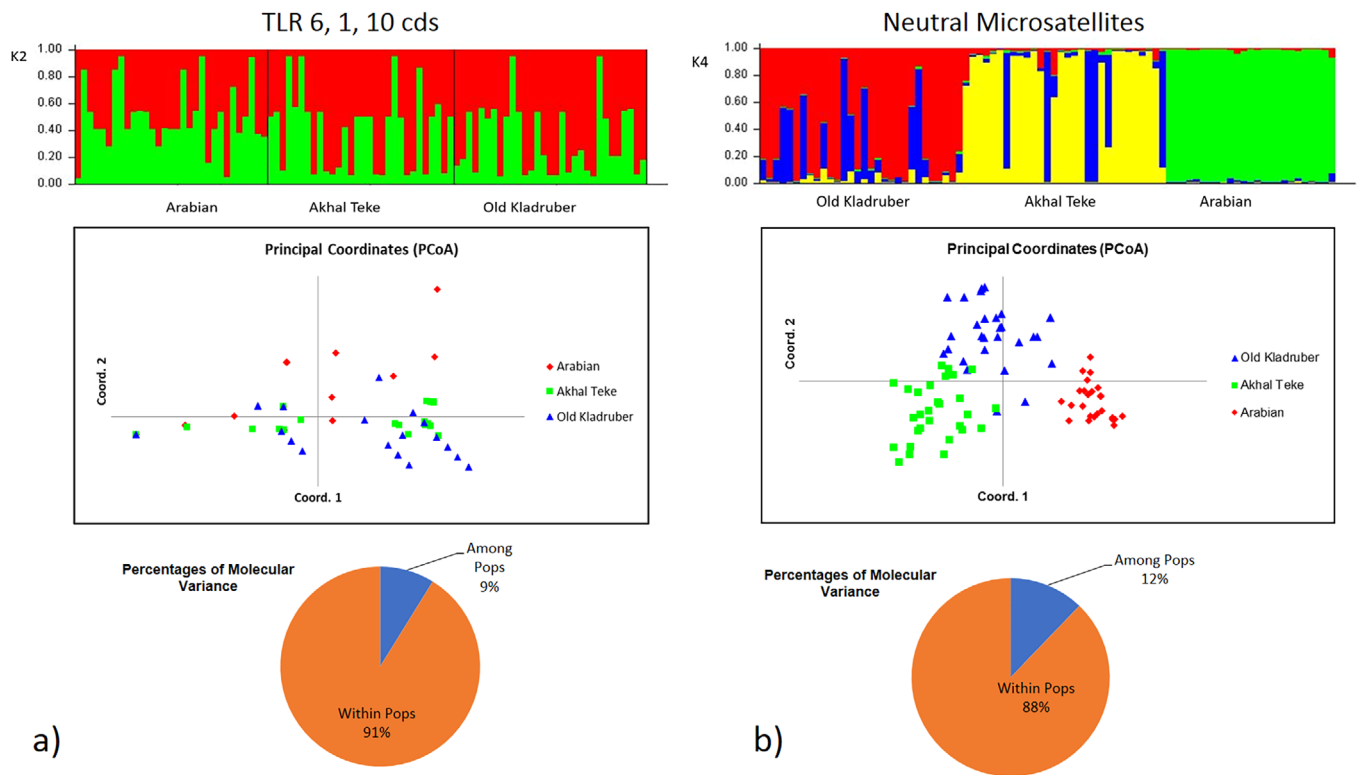 TLR 6, 1, 10 cds
K2
1.00
0.80
0.60
0.40
0.20
0.00
Arabian
Akhal Teke
Old Kladruber
Principal Coordinates (PCoA)
Coord. 2
Coord. 1
Arabian
Akhal Teke
Old Kladruber
Percentages of Molecular
Variance
Among
Pops
9%
Within Pops
91%
a)
Neutral Microsatellites
K4
1.00
0.80
0.60
0.40
0.20
0.00
Old Kladruber
Akhal Teke
Arabian
Principal Coordinates (PCoA)
Coord. 2
Coord. 1
Old Kladruber
Akhal Teke
Arabian
Percentages of Molecular
Variance
Among Pops
12%
Within Pops
88%
b)